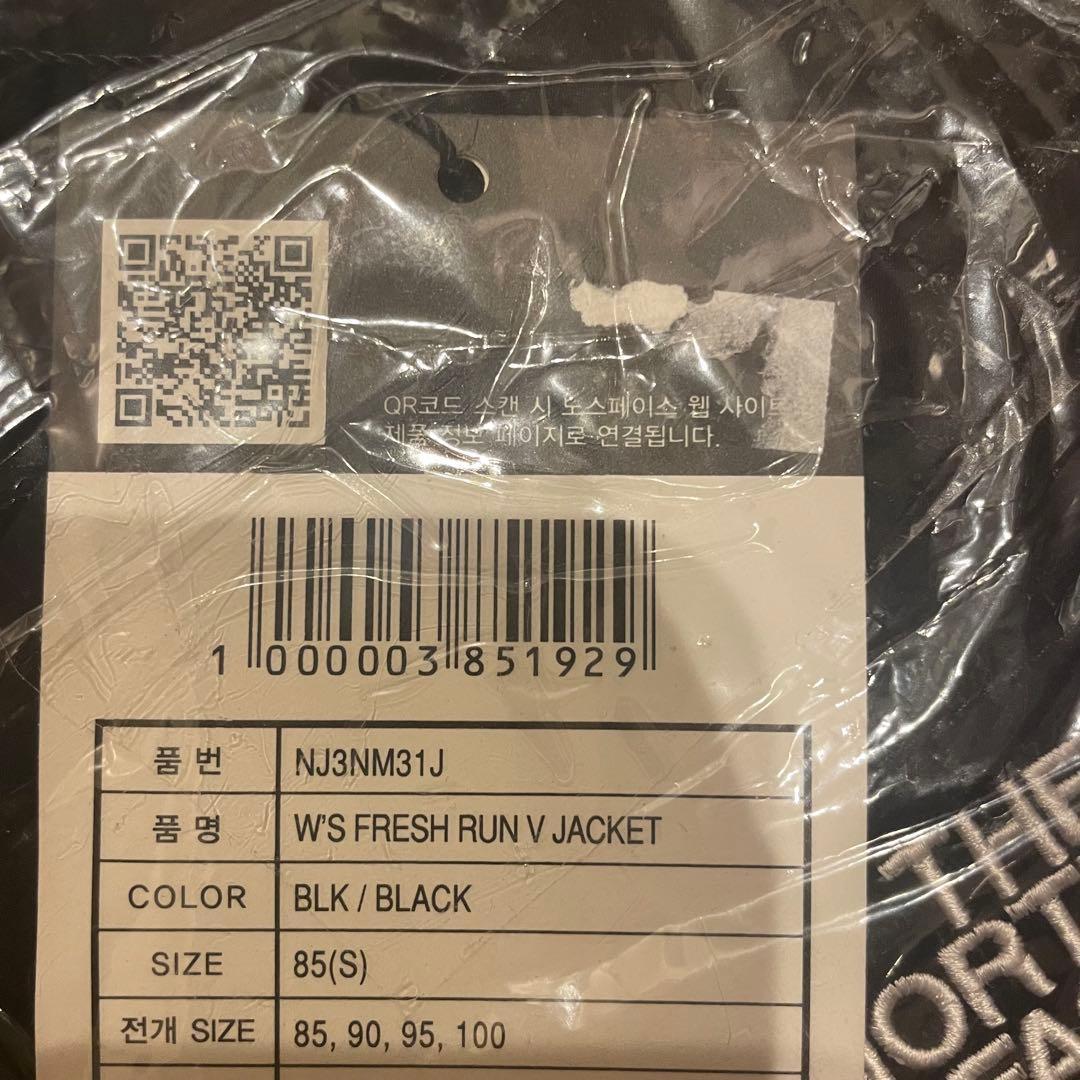 QR코드 스캔 시 노스페이스 웹 사이트
제품 정보 페이지로 연결됩니다.
1 000003 851929
품 번 NJ3NM31J
품 명 W'S FRESH RUN V JACKET
COLOR BLK / BLACK
SIZE 85(S)
전개 SIZE 85, 90, 95, 100
THE